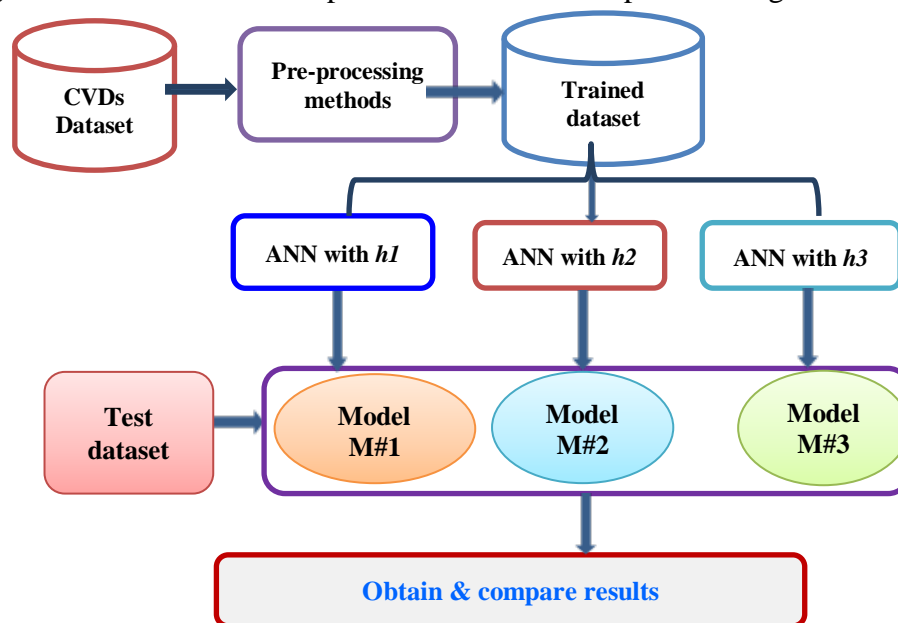 CVDs
Dataset
Pre-processing
methods
Trained
dataset
ANN with h1
ANN with h2
ANN with h3
Test
dataset
Model
M#1
Model
M#2
Model
M#3
Obtain & compare results